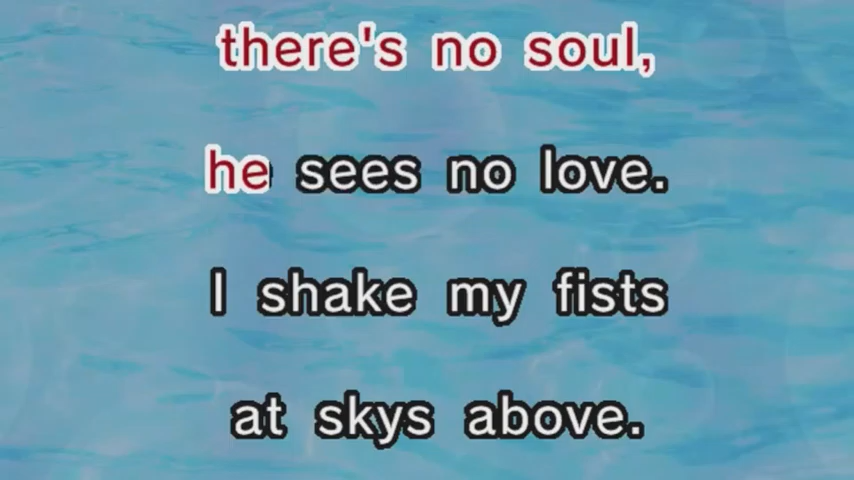 there's no soul,
he sees no love.
I shake my fists
at skys above.